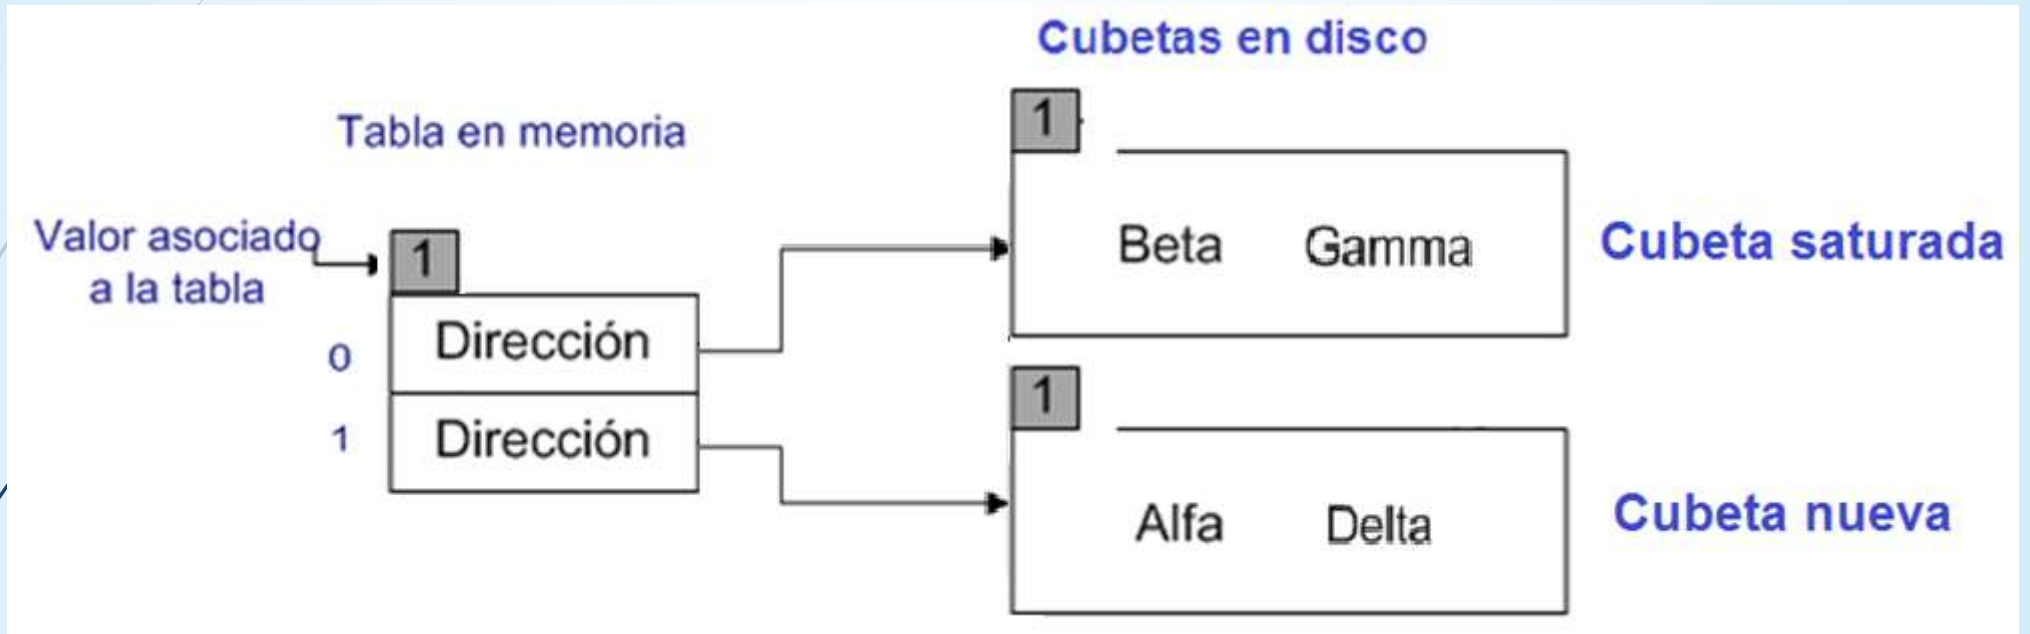 Cubetas en disco
Tabla en memoria
1
Valor asociado
a la tabla
1
0
Dirección
1
Dirección
Beta Gamma
Cubeta saturada
1
Alfa Delta
Cubeta nueva